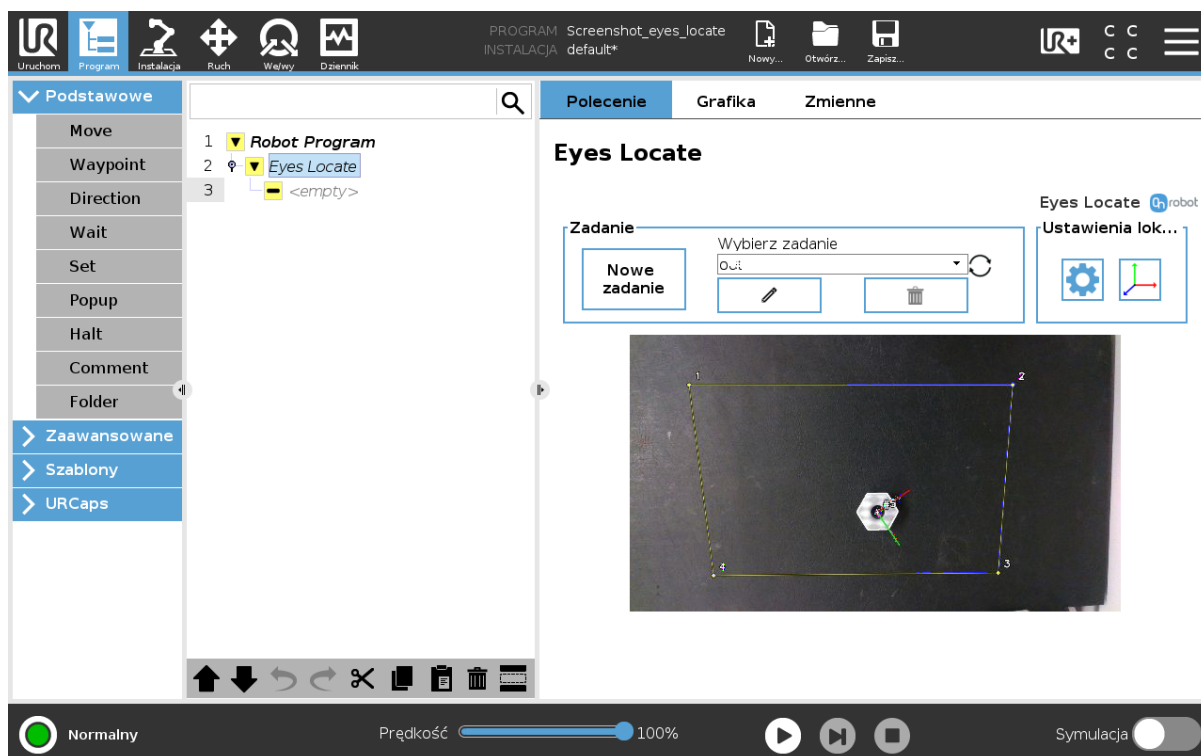 PROGRAM Screenshot_eyes_locate
INSTALACJA default*
Uruchom Program Instalacja Ruch We/wy Dziennik Nowy... Otwórz... Zapisz...
UR+
C C
C C
Podstawowe
Move
Waypoint
Direction
Wait
Set
Popup
Halt
Comment
Folder
Zaawansowane
Szablony
URCaps
1 Robot Program
2 Eyes Locate
3 <empty>
Polecenie Grafika Zmienne
Eyes Locate
Eyes Locate OnRobot
Zadanie
Nowe
zadanie
Wybierz zadanie
Ustawienia lok...
1
2
3
4
Normalny
Prędkość 100%
Symulacja